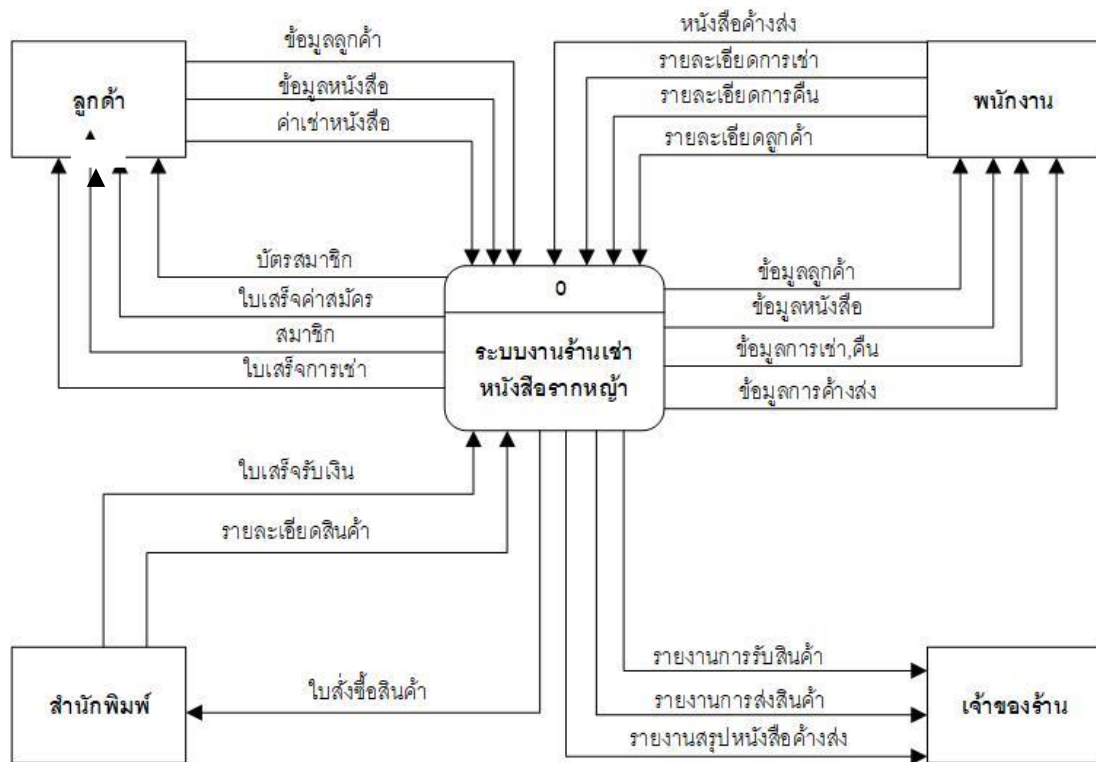 ข้อมูลลูกค้า
ข้อมูลหนังสือ
ค่าเช่าหนังสือ
ลูกค้า
หนังสือค้างส่ง
รายละเอียดการเช่า
รายละเอียดการคืน
รายละเอียดลูกค้า
พนักงาน
บัตรสมาชิก
ใบเสร็จค่าสมัคร
สมาชิก
ใบเสร็จการเช่า
0
ระบบงานร้านเช่า
หนังสือรากหญ้า
ข้อมูลลูกค้า
ข้อมูลหนังสือ
ข้อมูลการเช่า,คืน
ข้อมูลการค้างส่ง
ใบเสร็จรับเงิน
รายละเอียดสินค้า
สำนักพิมพ์
ใบสั่งซื้อสินค้า
รายงานการรับสินค้า
รายงานการส่งสินค้า
รายงานสรุปหนังสือค้างส่ง
เจ้าของร้าน